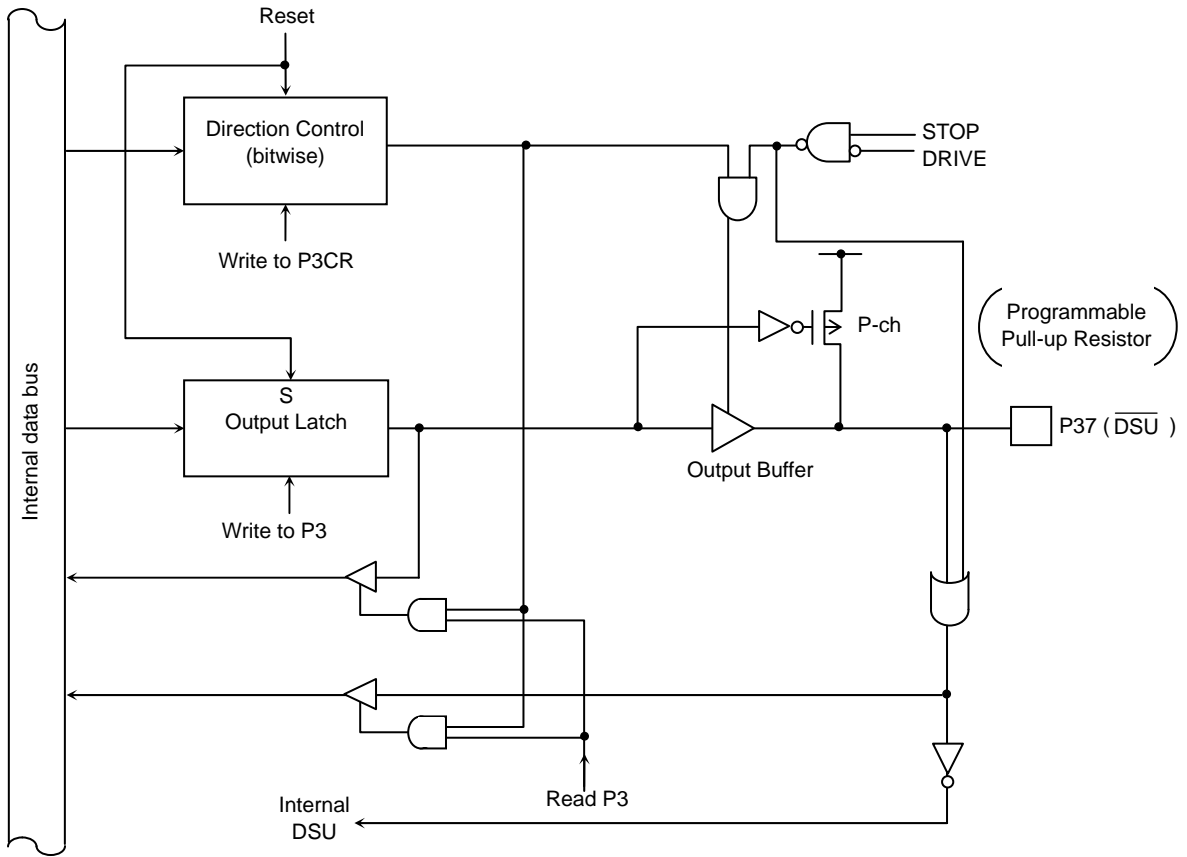 Reset
Direction Control
(bitwise)
STOP
DRIVE
Write to P3CR
P-ch
Programmable
Pull-up Resistor
Internal data bus
S
Output Latch
P37 ( DSU )
Output Buffer
Write to P3
Read P3
Internal
DSU